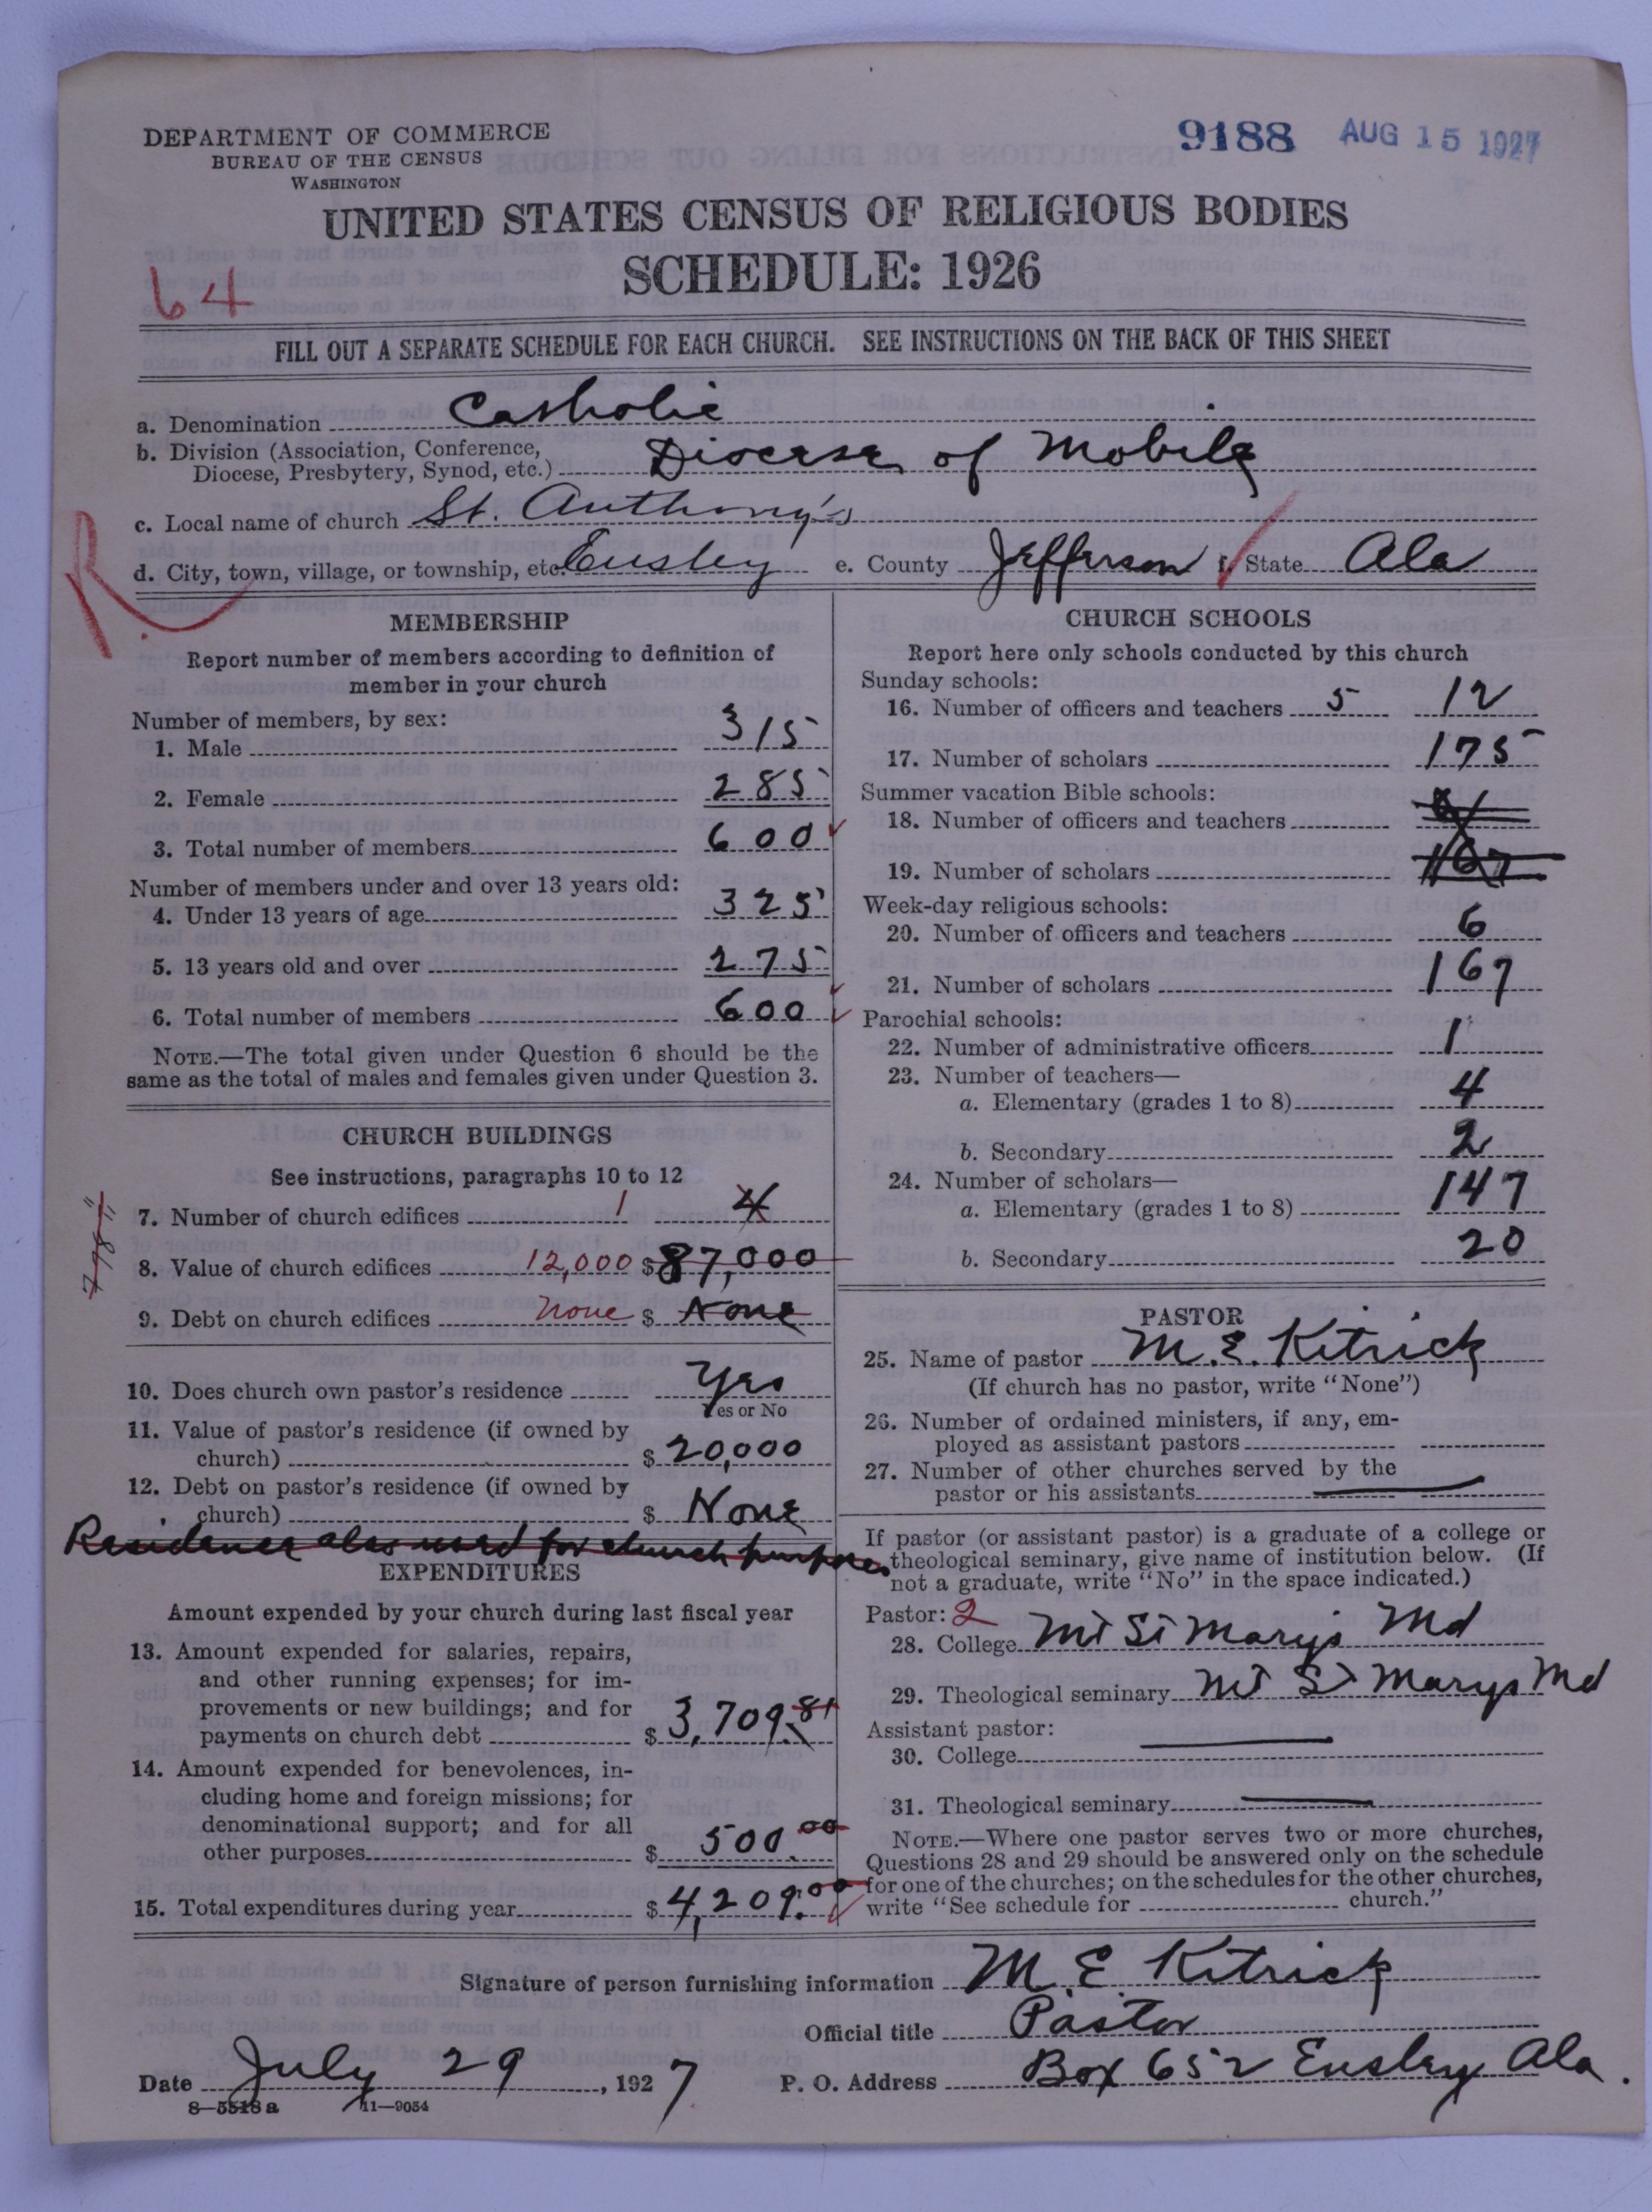 DEPARTMENT OF COMMERCE
BUREAU OF THE CENSUS
WASHINGTON
9188 AUG 15 1927
UNITED STATES CENSUS OF RELIGIOUS BODIES
SCHEDULE: 1926
64
FILL OUT A SEPARATE SCHEDULE FOR EACH CHURCH. SEE INSTRUCTIONS ON THE BACK OF THIS SHEET
a. Denomination Catholic
b. Division (Association, Conference,
Diocese, Presbytery, Synod, etc.) Diocese of Mobile
c. Local name of church St. Anthony's
R
d. City, town, village, or township, etc. Ensley e. County Jefferson f. State Ala
MEMBERSHIP
Report number of members according to definition of
member in your church
Number of members, by sex:
1. Male 315
2. Female 285
3. Total number of members 600
Number of members under and over 13 years old:
4. Under 13 years of age 325
5. 13 years old and over 275
6. Total number of members 600
NOTE.—The total given under Question 6 should be the
same as the total of males and females given under Question 3.
CHURCH BUILDINGS
See instructions, paragraphs 10 to 12
7. Number of church edifices 1 4
8. Value of church edifices 12,000 $87,000
9. Debt on church edifices none $ None
10. Does church own pastor's residence Yes
Yes or No
11. Value of pastor's residence (if owned by
church) $ 20,000
12. Debt on pastor's residence (if owned by
church) $ None
Residence also used for church purposes
EXPENDITURES
Amount expended by your church during last fiscal year
13. Amount expended for salaries, repairs,
and other running expenses; for im-
provements or new buildings; and for
payments on church debt $ 3,709.81
14. Amount expended for benevolences, in-
cluding home and foreign missions; for
denominational support; and for all
other purposes $ 500.00
15. Total expenditures during year $ 4,209.00
CHURCH SCHOOLS
Report here only schools conducted by this church
Sunday schools:
16. Number of officers and teachers 5 12
17. Number of scholars 175
Summer vacation Bible schools:
18. Number of officers and teachers
19. Number of scholars 167
Week-day religious schools:
20. Number of officers and teachers 6
21. Number of scholars 167
Parochial schools:
22. Number of administrative officers 1
23. Number of teachers—
a. Elementary (grades 1 to 8) 4
b. Secondary 2
24. Number of scholars—
a. Elementary (grades 1 to 8) 147
b. Secondary 20
PASTOR
25. Name of pastor M. E. Kitrick
(If church has no pastor, write "None")
26. Number of ordained ministers, if any, em-
ployed as assistant pastors
27. Number of other churches served by the
pastor or his assistants
If pastor (or assistant pastor) is a graduate of a college or
theological seminary, give name of institution below. (If
not a graduate, write "No" in the space indicated.)
Pastor: 2
28. College Mt St Marys Md
29. Theological seminary Mt St Marys Md
Assistant pastor:
30. College
31. Theological seminary
NOTE.—Where one pastor serves two or more churches,
Questions 28 and 29 should be answered only on the schedule
for one of the churches; on the schedules for the other churches,
write "See schedule for church."
Signature of person furnishing information M. E. Kitrick
Official title Pastor
Date July 29, 1927 P. O. Address Box 652 Ensley Ala.
8—5518 a 11—9054